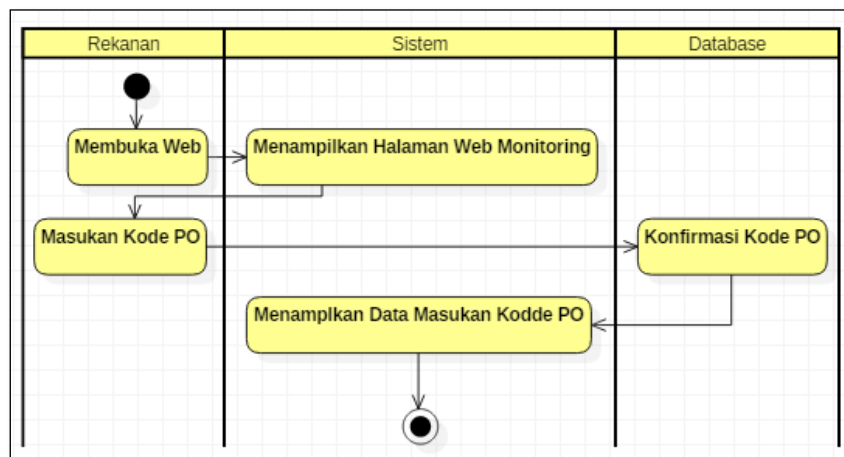 Rekanan
Sistem
Database
Membuka Web
Menampilkan Halaman Web Monitoring
Masukan Kode PO
Konfirmasi Kode PO
Menamplkan Data Masukan Kodde PO